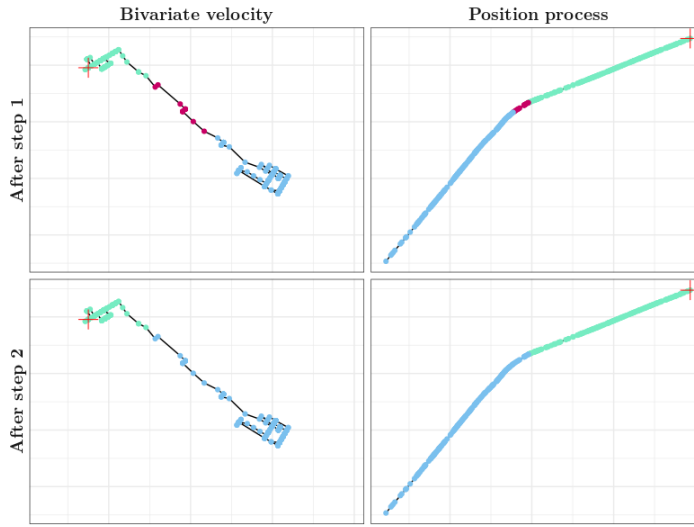 Bivariate velocity
Position process
After step 1
After step 2